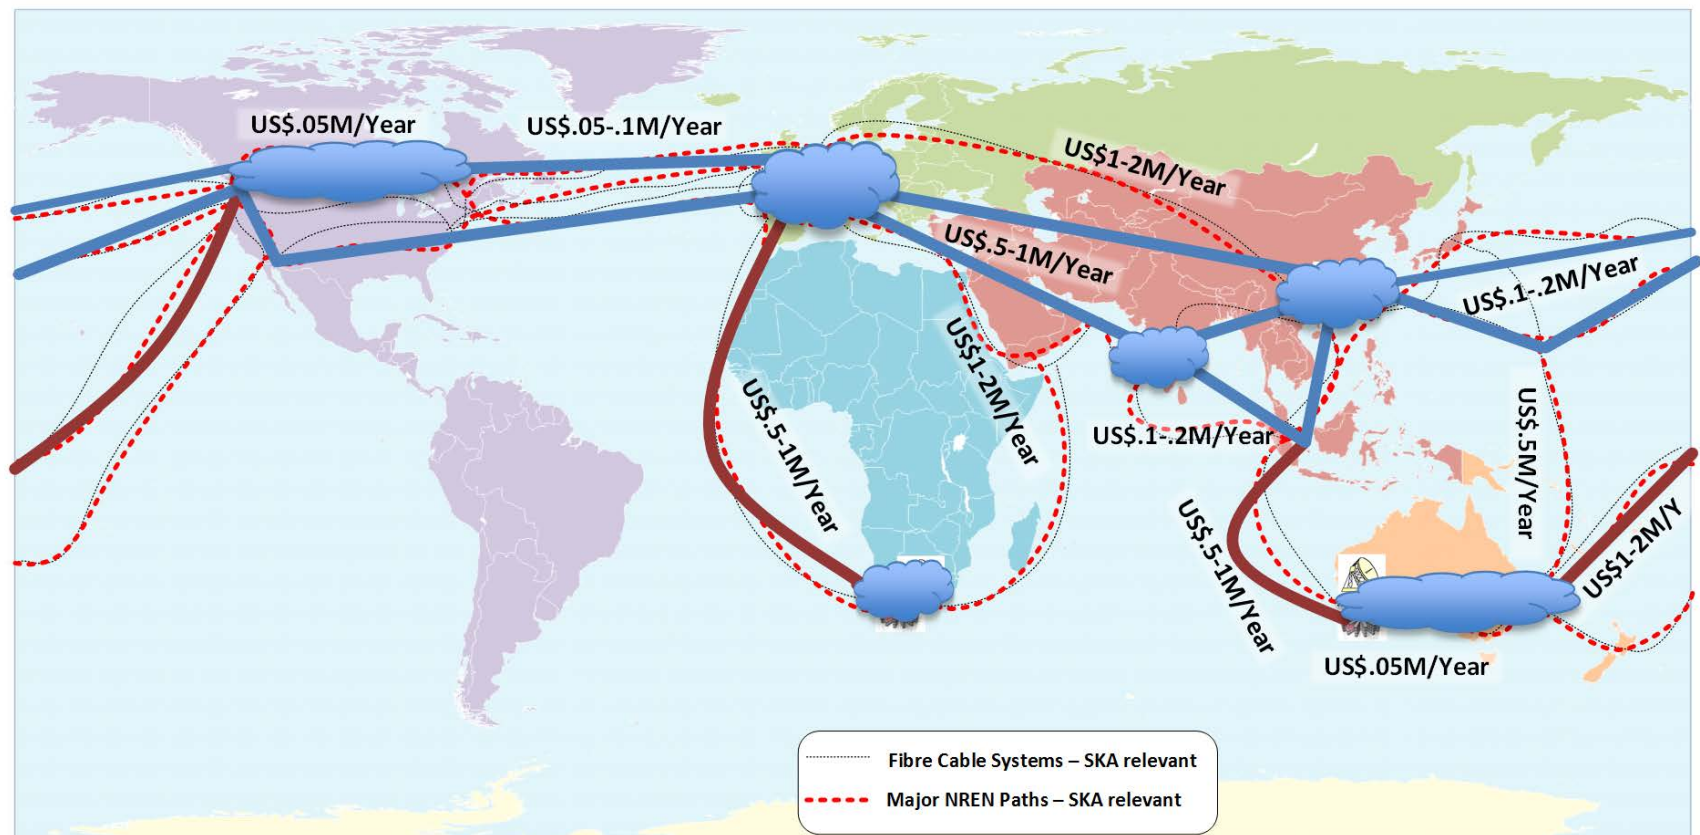 US$.05M/Year
US$.05-.1M/Year
US$1-2M/Year
US$.5-1M/Year
US$.1-.2M/Year
US$1-2M/Year
US$.5-1M/Year
US$.1-.2M/Year
US$.5M/Year
US$.5-1M/Year
US$1-2M/Y
US$.05M/Year
Fibre Cable Systems – SKA relevant
Major NREN Paths – SKA relevant